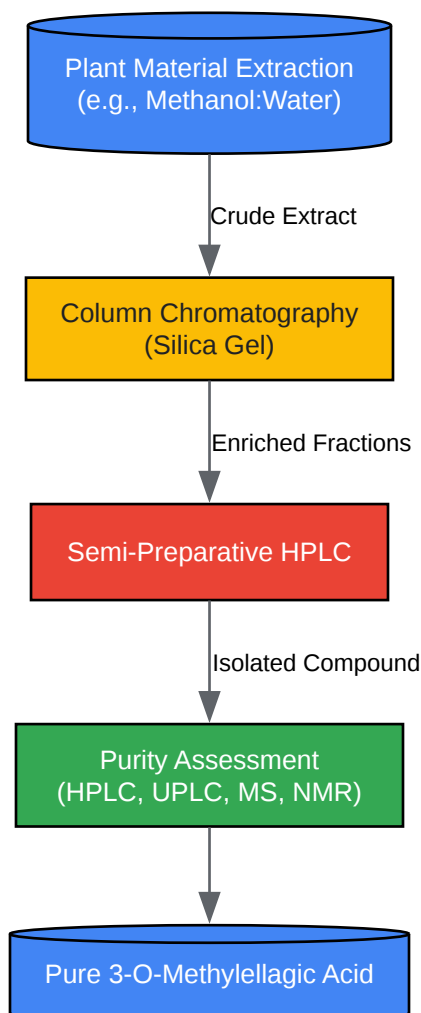 Plant Material Extraction
(e.g., Methanol:Water)
Crude Extract
Column Chromatography
(Silica Gel)
Enriched Fractions
Semi-Preparative HPLC
Isolated Compound
Purity Assessment
(HPLC, UPLC, MS, NMR)
Pure 3-O-Methylellagic Acid